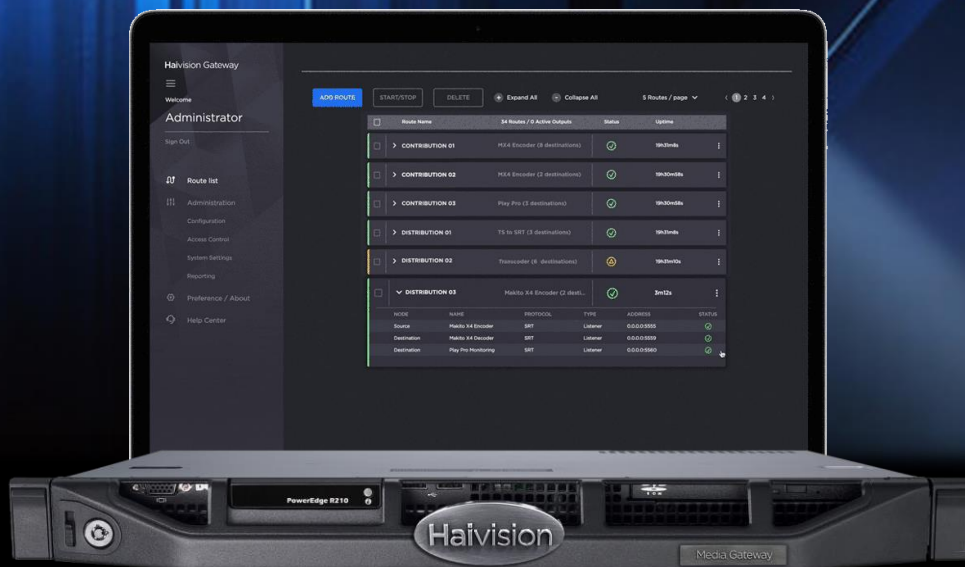 Haivision Gateway
Welcome
Administrator
Sign Out
Route list
Administration
Configuration
Access Control
System Settings
Reporting
Preference / About
Help Center
ADD ROUTE START/STOP DELETE Expand All Collapse All 5 Routes / page 1 2 3 4
Route Name 34 Routes / 0 Active Outputs Status Uptime
CONTRIBUTION 01 MX4 Encoder (8 destinations) 19h31m8s
CONTRIBUTION 02 MX4 Encoder (2 destinations) 19h30m58s
CONTRIBUTION 03 Play Pro (3 destinations) 19h30m56s
DISTRIBUTION 01 TS to SRT (3 destinations) 19h31m8s
DISTRIBUTION 02 Transcoder (6 destinations) 19h31m10s
DISTRIBUTION 03 Makito X4 Encoder (2 desti... 3m12s
NODE NAME PROTOCOL TYPE ADDRESS STATUS
Source Makito X4 Encoder SRT Listener 0.0.0.0:5555
Destination Makito X4 Decoder SRT Listener 0.0.0.0:5559
Destination Play Pro Monitoring SRT Listener 0.0.0.0:5560
PowerEdge R210
Haivision
Media Gateway